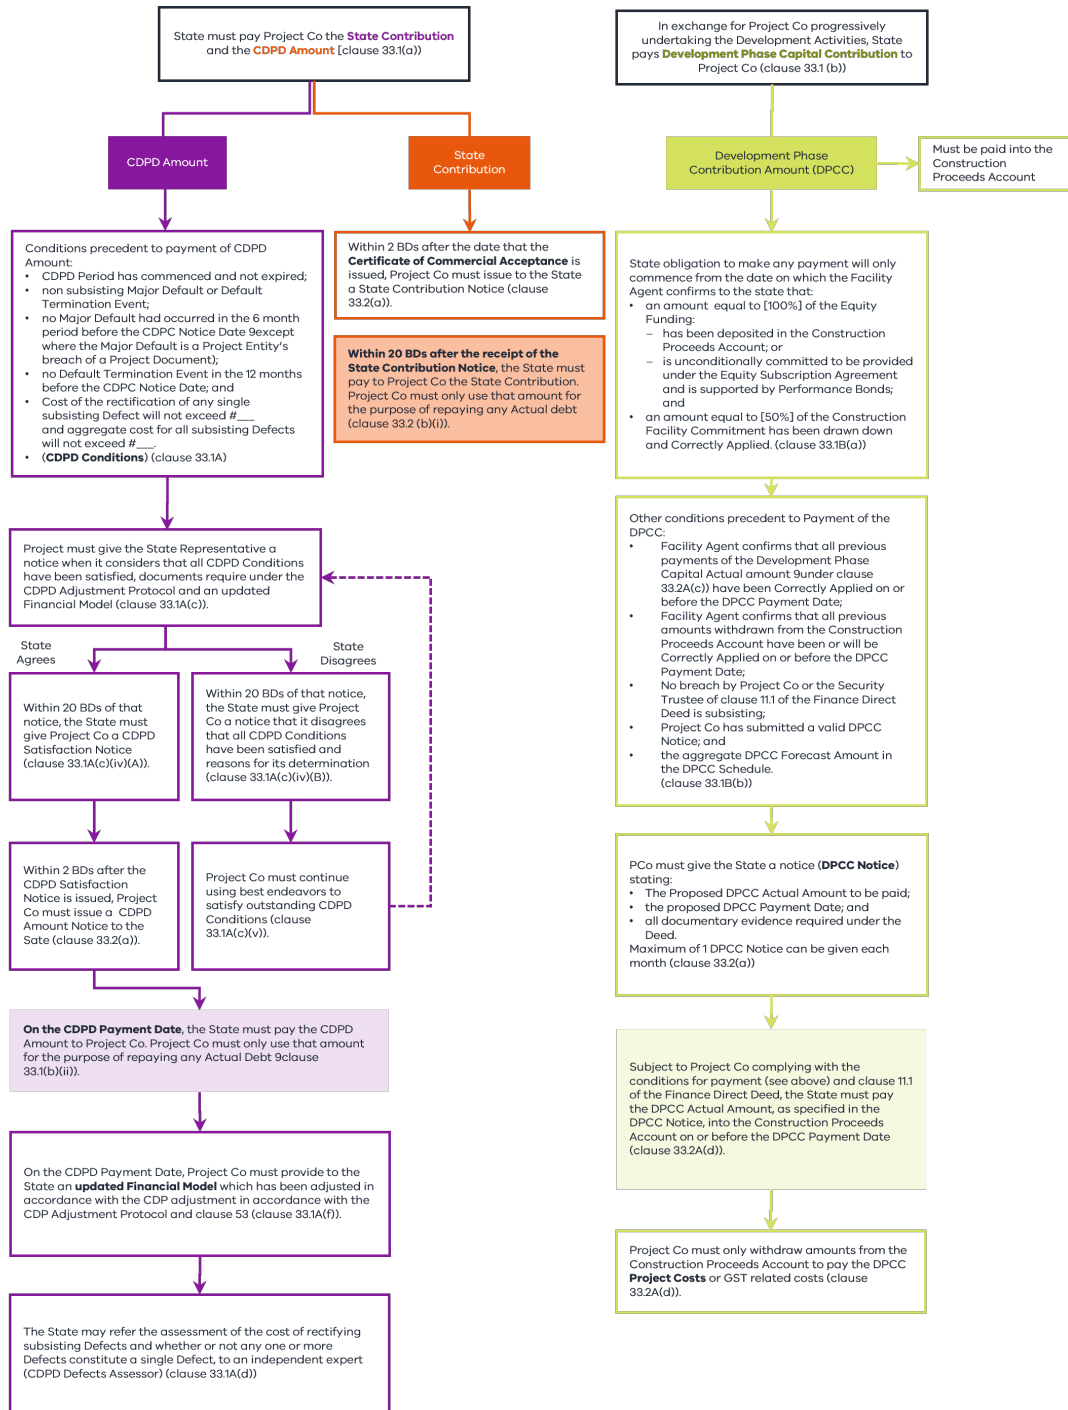 State must pay Project Co the State Contribution
and the CDPD Amount [clause 33.1(a))
In exchange for Project Co progressively
undertaking the Development Activities, State
pays Development Phase Capital Contribution to
Project Co (clause 33.1 (b))
CDPD Amount
State
Contribution
Development Phase
Contribution Amount (DPCC)
Must be paid into the
Construction
Proceeds Account
Conditions precedent to payment of CDPD
Amount:
• CDPD Period has commenced and not expired;
• non subsisting Major Default or Default
Termination Event;
• no Major Default had occurred in the 6 month
period before the CDPC Notice Date 9except
where the Major Default is a Project Entity's
breach of a Project Document);
• no Default Termination Event in the 12 months
before the CDPC Notice Date; and
• Cost of the rectification of any single
subsisting Defect will not exceed #___
and aggregate cost for all subsisting Defects
will not exceed #___.
• (CDPD Conditions) (clause 33.1A)
Within 2 BDs after the date that the
Certificate of Commercial Acceptance is
issued, Project Co must issue to the State
a State Contribution Notice (clause
33.2(a)).
Within 20 BDs after the receipt of the
State Contribution Notice, the State must
pay to Project Co the State Contribution.
Project Co must only use that amount for
the purpose of repaying any Actual debt
(clause 33.2 (b)(i)).
State obligation to make any payment will only
commence from the date on which the Facility
Agent confirms to the state that:
• an amount equal to [100%] of the Equity
Funding:
– has been deposited in the Construction
Proceeds Account; or
– is unconditionally committed to be provided
under the Equity Subscription Agreement
and is supported by Performance Bonds;
and
• an amount equal to [50%] of the Construction
Facility Commitment has been drawn down
and Correctly Applied. (clause 33.1B(a))
Project must give the State Representative a
notice when it considers that all CDPD Conditions
have been satisfied, documents require under the
CDPD Adjustment Protocol and an updated
Financial Model (clause 33.1A(c)).
State
Agrees
State
Disagrees
Within 20 BDs of that
notice, the State must
give Project Co a CDPD
Satisfaction Notice
(clause 33.1A(c)(iv)(A)).
Within 20 BDs of that notice,
the State must give Project
Co a notice that it disagrees
that all CDPD Conditions
have been satisfied and
reasons for its determination
(clause 33.1A(c)(iv)(B)).
Within 2 BDs after the
CDPD Satisfaction
Notice is issued, Project
Co must issue a CDPD
Amount Notice to the
Sate (clause 33.2(a)).
Project Co must continue
using best endeavors to
satisfy outstanding CDPD
Conditions (clause
33.1A(c)(v)).
On the CDPD Payment Date, the State must pay the CDPD
Amount to Project Co. Project Co must only use that amount
for the purpose of repaying any Actual Debt 9clause
33.1(b)(ii)).
On the CDPD Payment Date, Project Co must provide to the
State an updated Financial Model which has been adjusted in
accordance with the CDP adjustment in accordance with the
CDP Adjustment Protocol and clause 53 (clause 33.1A(f)).
The State may refer the assessment of the cost of rectifying
subsisting Defects and whether or not any one or more
Defects constitute a single Defect, to an independent expert
(CDPD Defects Assessor) (clause 33.1A(d))
Other conditions precedent to Payment of the
DPCC:
• Facility Agent confirms that all previous
payments of the Development Phase
Capital Actual amount 9under clause
33.2A(c)) have been Correctly Applied on or
before the DPCC Payment Date;
• Facility Agent confirms that all previous
amounts withdrawn from the Construction
Proceeds Account have been or will be
Correctly Applied on or before the DPCC
Payment Date;
• No breach by Project Co or the Security
Trustee of clause 11.1 of the Finance Direct
Deed is subsisting;
• Project Co has submitted a valid DPCC
Notice; and
• the aggregate DPCC Forecast Amount in
the DPCC Schedule.
(clause 33.1B(b))
PCo must give the State a notice (DPCC Notice)
stating:
• The Proposed DPCC Actual Amount to be paid;
• the proposed DPCC Payment Date; and
• all documentary evidence required under the
Deed.
Maximum of 1 DPCC Notice can be given each
month (clause 33.2(a))
Subject to Project Co complying with the
conditions for payment (see above) and clause 11.1
of the Finance Direct Deed, the State must pay
the DPCC Actual Amount, as specified in the
DPCC Notice, into the Construction Proceeds
Account on or before the DPCC Payment Date
(clause 33.2A(d)).
Project Co must only withdraw amounts from the
Construction Proceeds Account to pay the DPCC
Project Costs or GST related costs (clause
33.2A(d)).